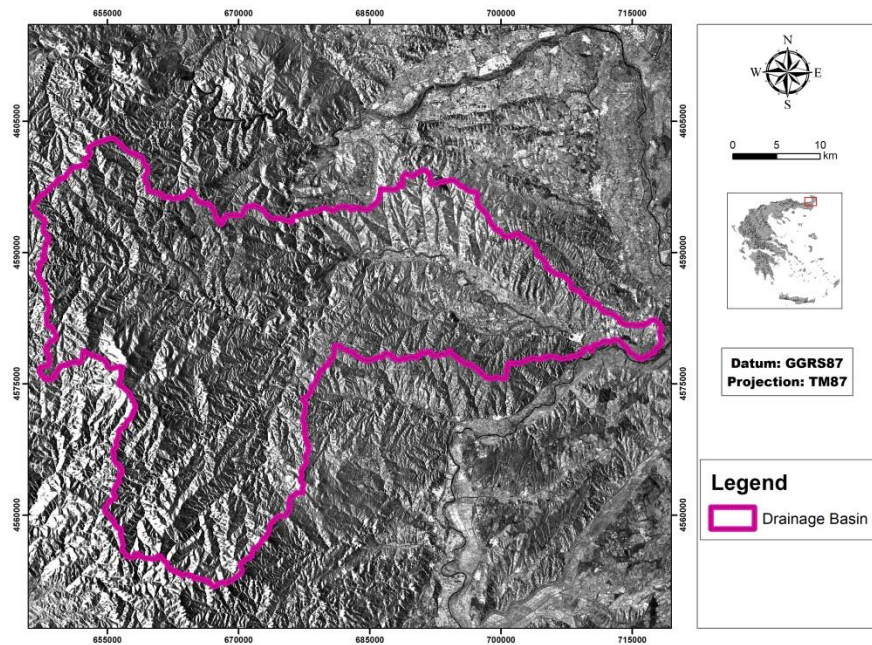 655000 670000 685000 700000 715000
4605000 4605000
4590000 4590000
4575000 4575000
4560000 4560000
655000 670000 685000 700000 715000
N
W E
S
0 5 10
km
Datum: GGRS87
Projection: TM87
Legend
Drainage Basin